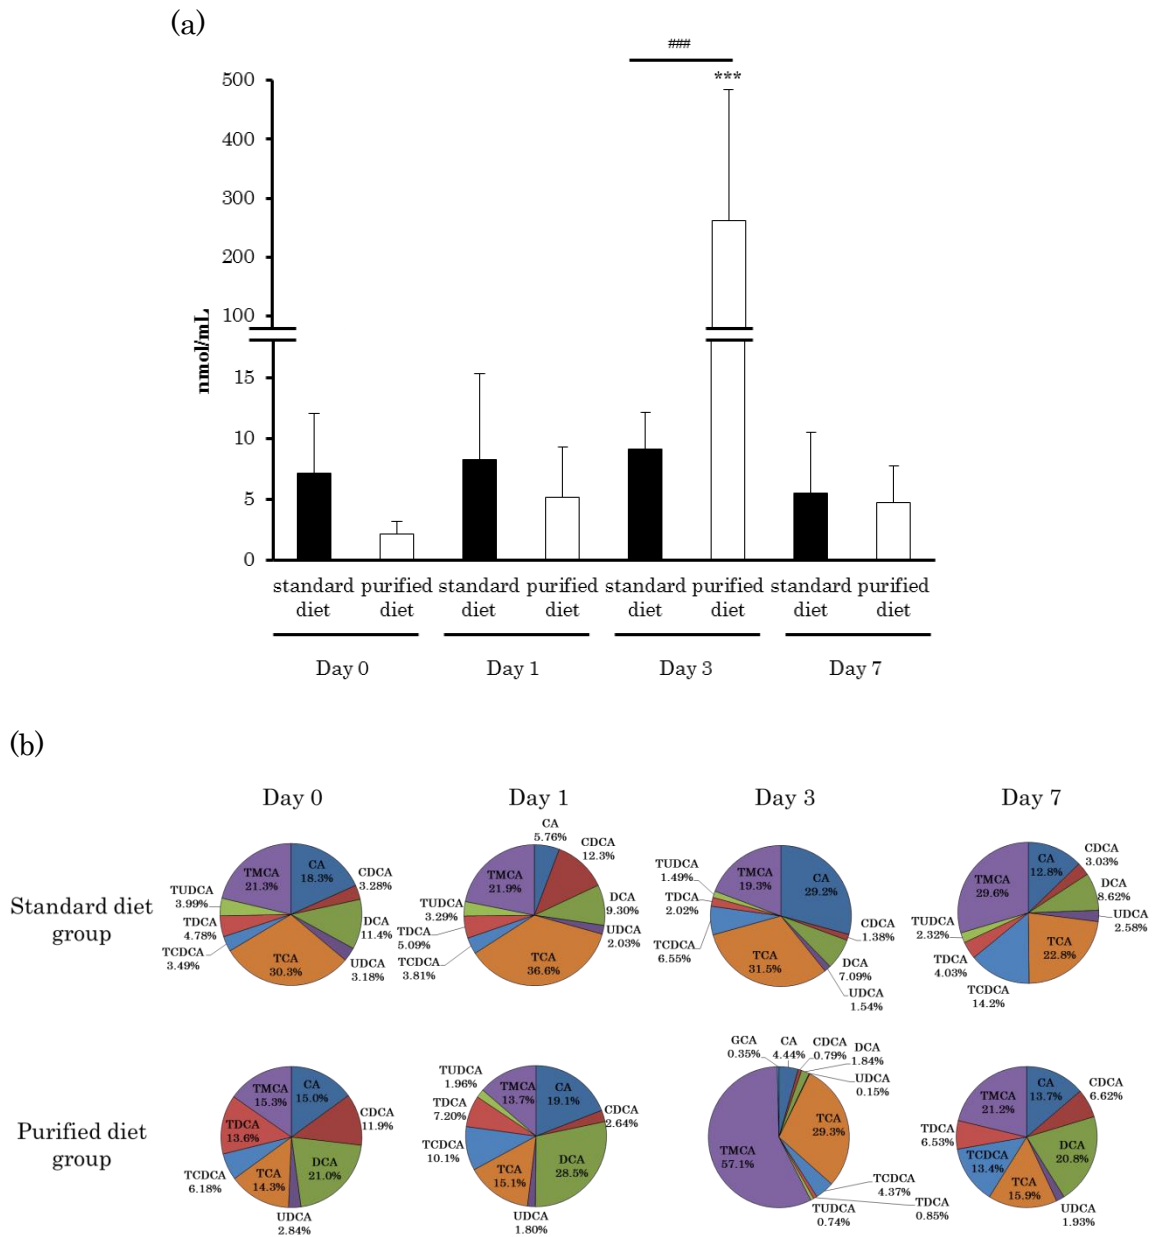 (a)
###
***
500
400
300
200
100
15
10
5
0
nmol/mL
standard diet
purified diet
standard diet
purified diet
standard diet
purified diet
standard diet
purified diet
Day 0
Day 1
Day 3
Day 7
(b)
Day 0
Day 1
Day 3
Day 7
Standard diet
group
CA
18.3%
CDCA
3.28%
DCA
11.4%
UDCA
3.18%
TCA
30.3%
TCDCA
3.49%
TDCA
4.78%
TUDCA
3.99%
TMCA
21.3%
CA
5.76%
CDCA
12.3%
DCA
9.30%
UDCA
2.03%
TCA
36.6%
TCDCA
3.81%
TDCA
5.09%
TUDCA
3.29%
TMCA
21.9%
CA
29.2%
CDCA
1.38%
DCA
7.09%
UDCA
1.54%
TCA
31.5%
TCDCA
6.55%
TDCA
2.02%
TUDCA
1.49%
TMCA
19.3%
CA
12.8%
CDCA
3.03%
DCA
8.62%
UDCA
2.58%
TCA
22.8%
TCDCA
14.2%
TDCA
4.03%
TUDCA
2.32%
TMCA
29.6%
Purified diet
group
CA
15.0%
CDCA
11.9%
DCA
21.0%
UDCA
2.84%
TCA
14.3%
TCDCA
6.18%
TDCA
13.6%
TMCA
15.3%
CA
19.1%
CDCA
2.64%
DCA
28.5%
UDCA
1.80%
TCA
15.1%
TCDCA
10.1%
TDCA
7.20%
TUDCA
1.96%
TMCA
13.7%
GCA
0.35%
CA
4.44%
CDCA
0.79%
DCA
1.84%
UDCA
0.15%
TCA
29.3%
TCDCA
4.37%
TDCA
0.85%
TUDCA
0.74%
TMCA
57.1%
CA
13.7%
CDCA
6.62%
DCA
20.8%
UDCA
1.93%
TCA
15.9%
TCDCA
13.4%
TDCA
6.53%
TMCA
21.2%